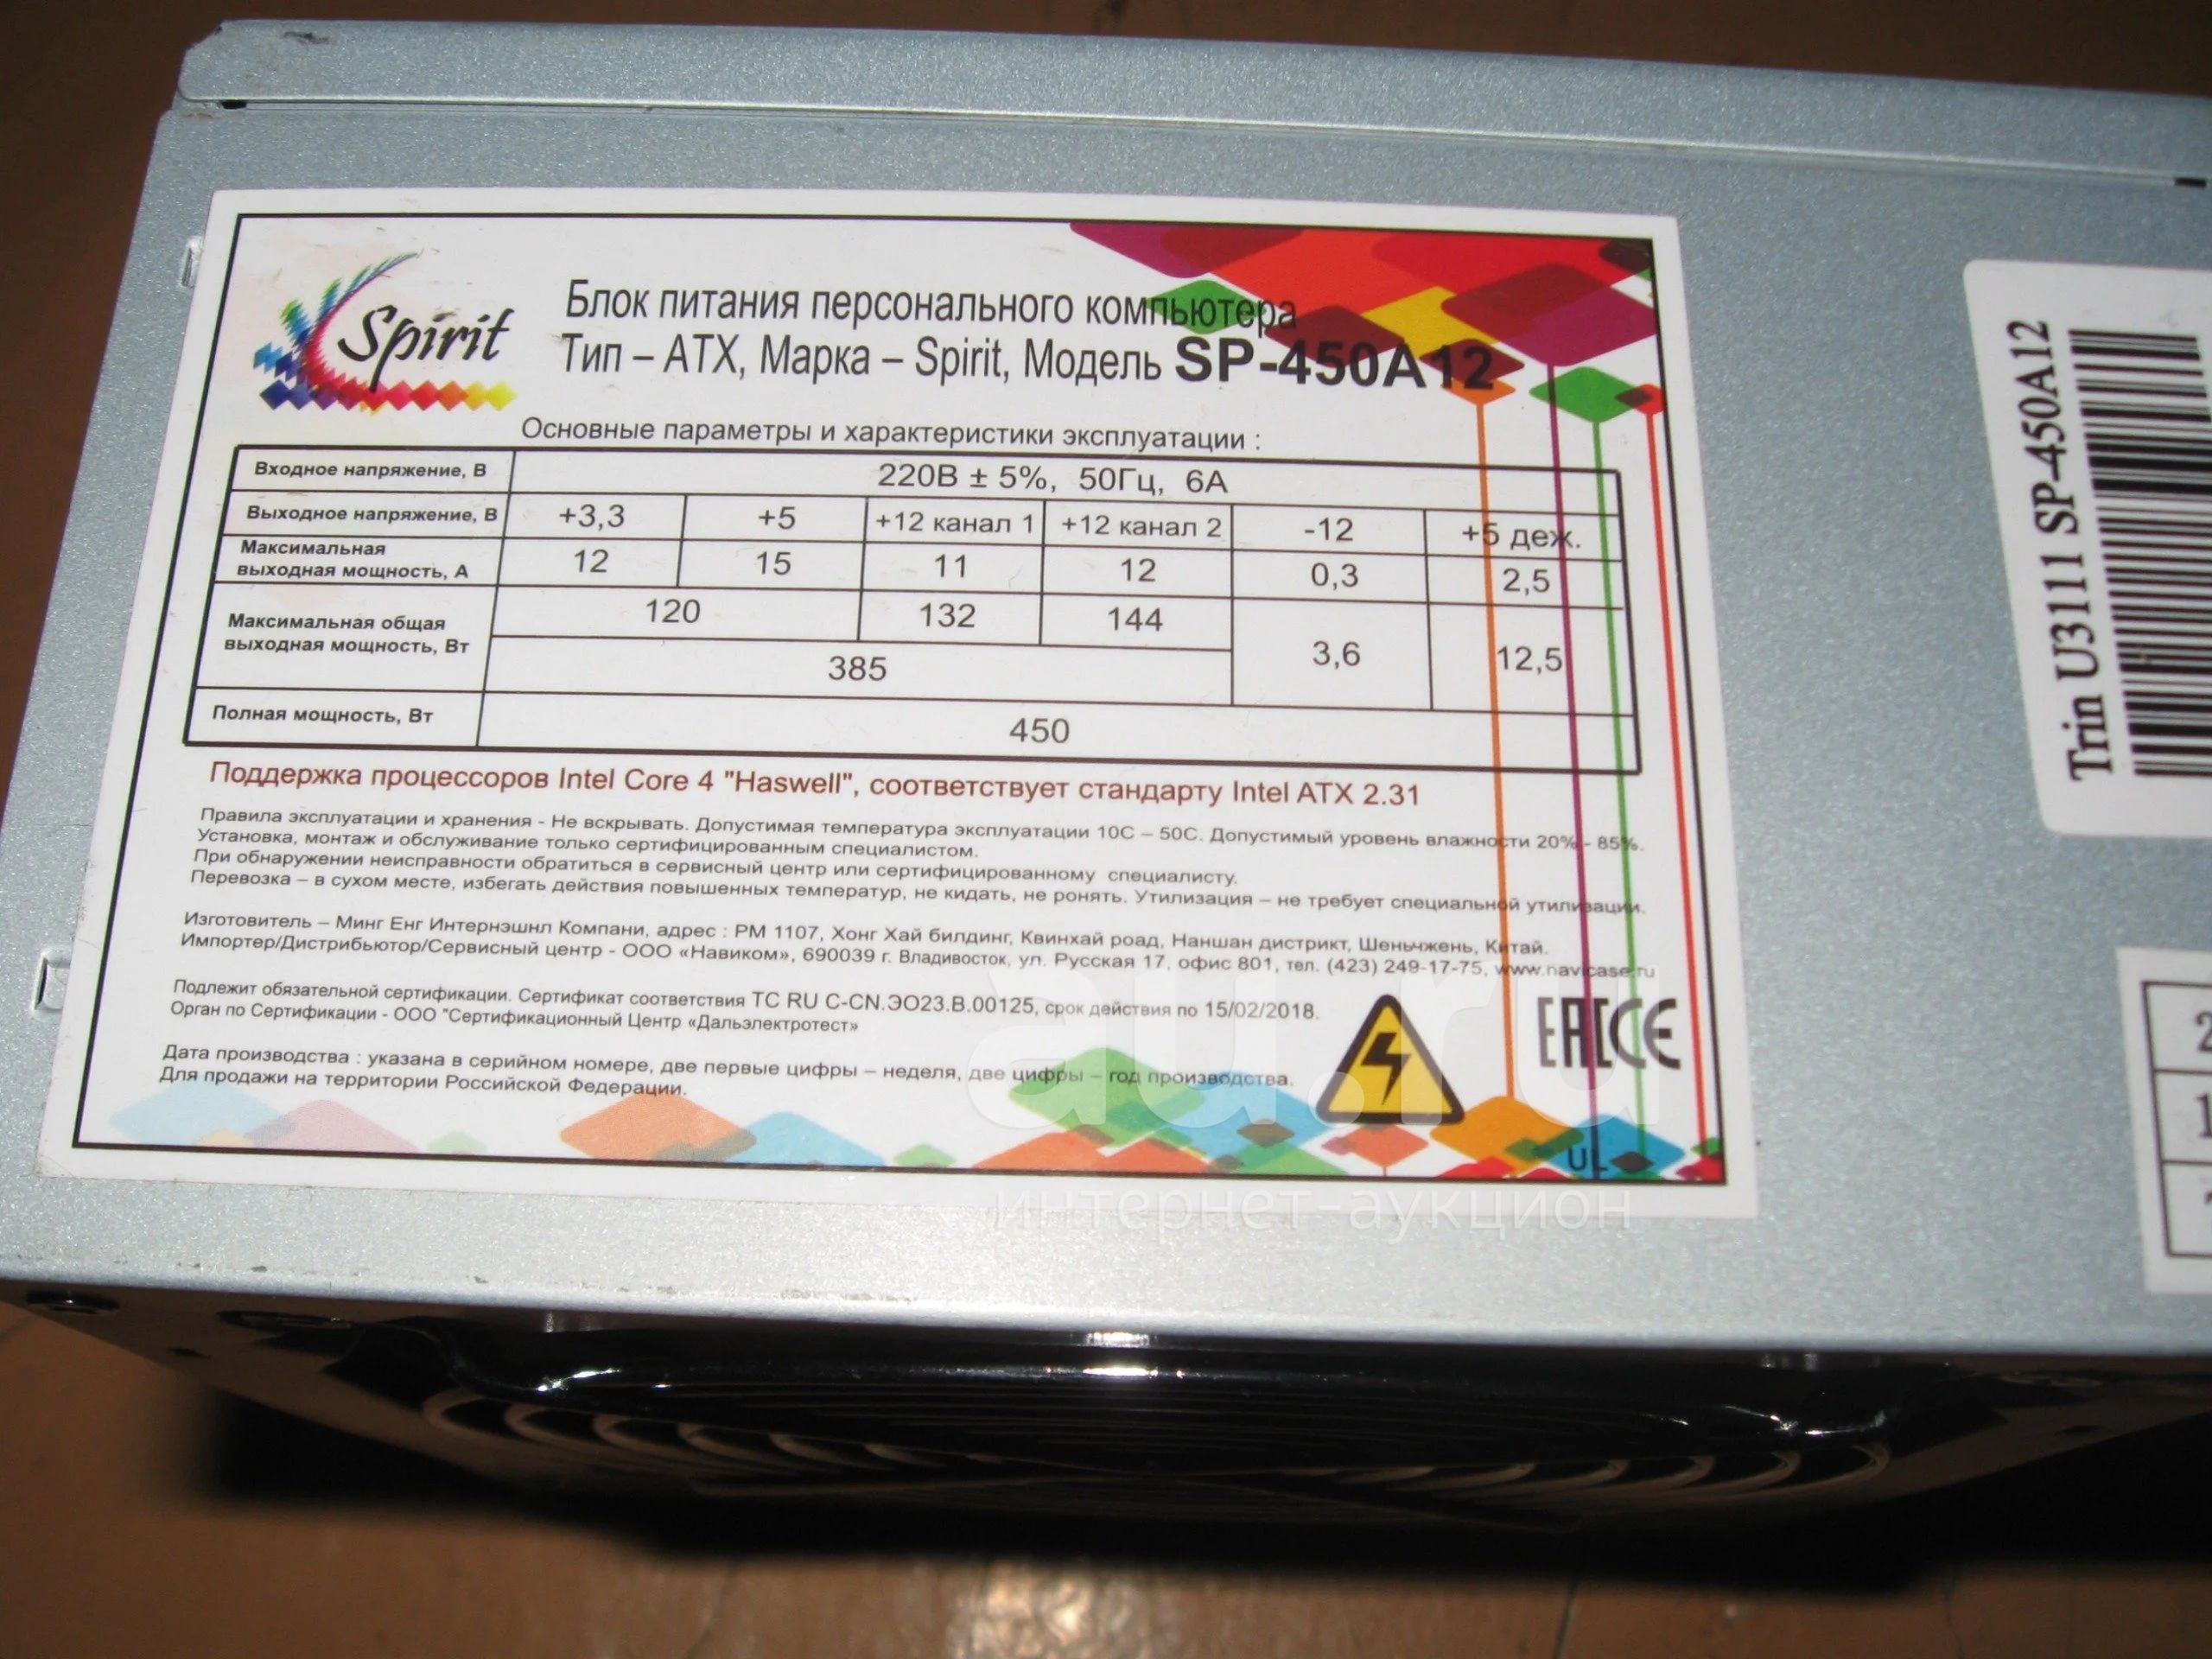 Spirit
Блок питания персонального компьютера
Тип – ATX, Марка – Spirit, Модель SP-450A12
Основные параметры и характеристики эксплуатации :
Входное напряжение, В 220В ± 5%, 50Гц, 6А
Выходное напряжение, В +3,3 +5 +12 канал 1 +12 канал 2 -12 +5 деж.
Максимальная
выходная мощность, А 12 15 11 12 0,3 2,5
Максимальная общая
выходная мощность, Вт 120 132 144 3,6 12,5
385
Полная мощность, Вт 450
Поддержка процессоров Intel Core 4 "Haswell", соответствует стандарту Intel ATX 2.31
Правила эксплуатации и хранения - Не вскрывать. Допустимая температура эксплуатации 10С – 50С. Допустимый уровень влажности 20% - 85%.
Установка, монтаж и обслуживание только сертифицированным специалистом.
При обнаружении неисправности обратиться в сервисный центр или сертифицированному специалисту.
Перевозка – в сухом месте, избегать действия повышенных температур, не кидать, не ронять. Утилизация – не требует специальной утилизации.
Изготовитель – Минг Енг Интернэшнл Компани, адрес : РМ 1107, Хонг Хай билдинг, Квинхай роад, Наншан дистрикт, Шеньчжень, Китай.
Импортер/Дистрибьютор/Сервисный центр - ООО «Навиком», 690039 г. Владивосток, ул. Русская 17, офис 801, тел. (423) 249-17-75, www.navicase.ru
Подлежит обязательной сертификации. Сертификат соответствия ТС RU C-CN.ЭО23.В.00125, срок действия по 15/02/2018.
Орган по Сертификации - ООО "Сертификационный Центр «Дальэлектротест»
Дата производства : указана в серийном номере, две первые цифры – неделя, две цифры – год производства.
Для продажи на территории Российской Федерации.
EAC CE
UL
Trin U3111 SP-450A12
au.ru
интернет-аукцион